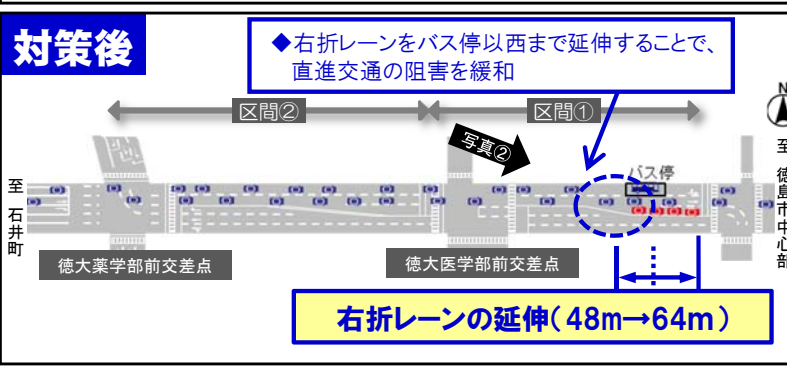 対策後
◆右折レーンをバス停以西まで延伸することで、
直進交通の阻害を緩和
N
区間②
区間①
写真②
バス停
至 石井町
至 徳島市中心部
徳大薬学部前交差点
徳大医学部前交差点
右折レーンの延伸(48m→64m)